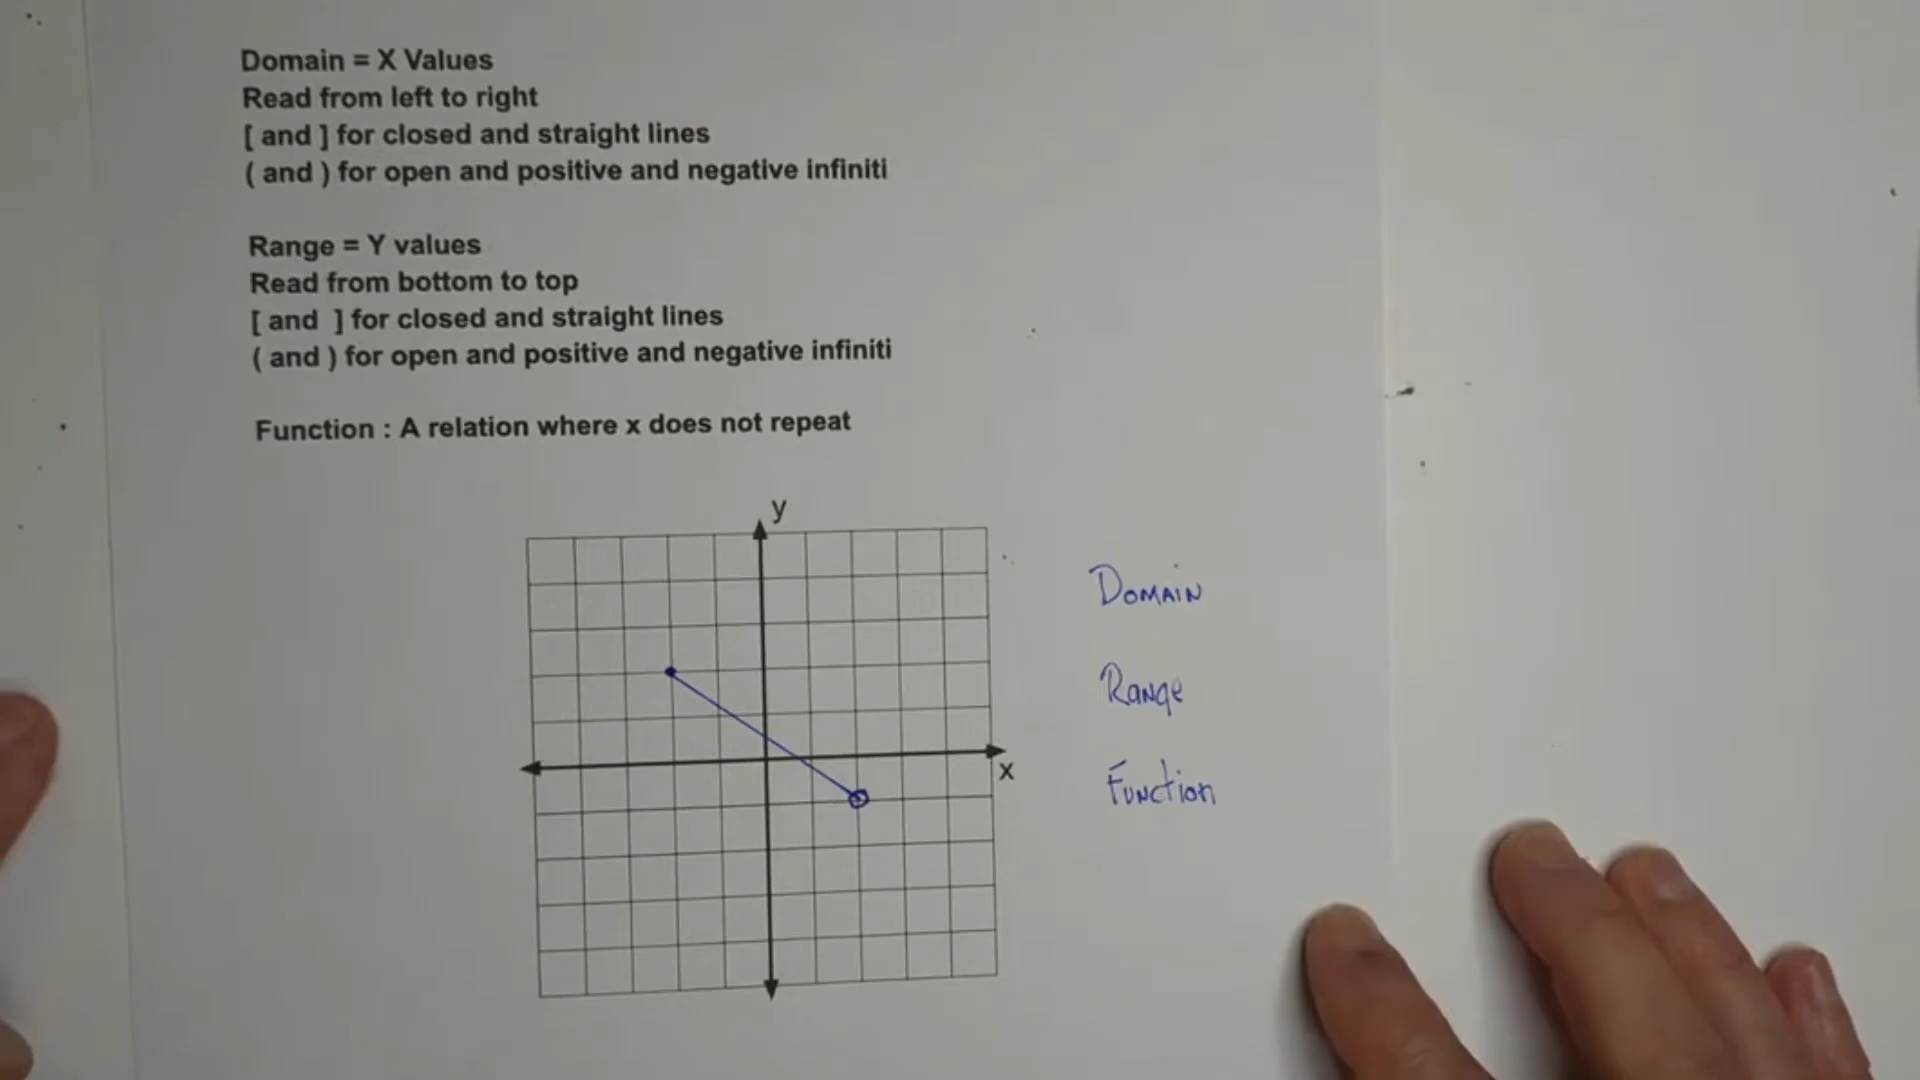 Domain = X Values
Read from left to right
[ and ] for closed and straight lines
( and ) for open and positive and negative infiniti
Range = Y values
Read from bottom to top
[ and ] for closed and straight lines
( and ) for open and positive and negative infiniti
Function : A relation where x does not repeat
y
x
Domain
Range
Function